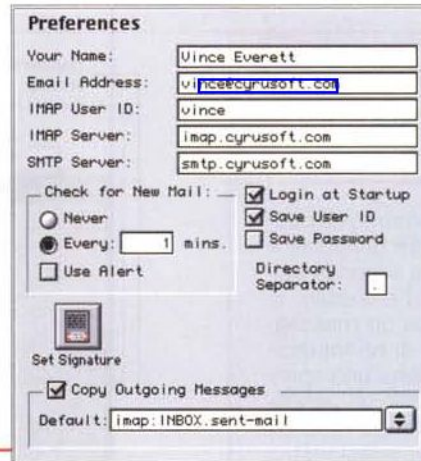 Preferences
Your Name: Vince Everett
Email Address: vince@cyrusoft.com
IMAP User ID: vince
IMAP Server: imap.cyrusoft.com
SMTP Server: smtp.cyrusoft.com
Check for New Mail:
Never
Every: 1 mins.
Use Alert
Login at Startup
Save User ID
Save Password
Directory
Separator: .
Set Signature
Copy Outgoing Messages
Default: imap:INBOX.sent-mail